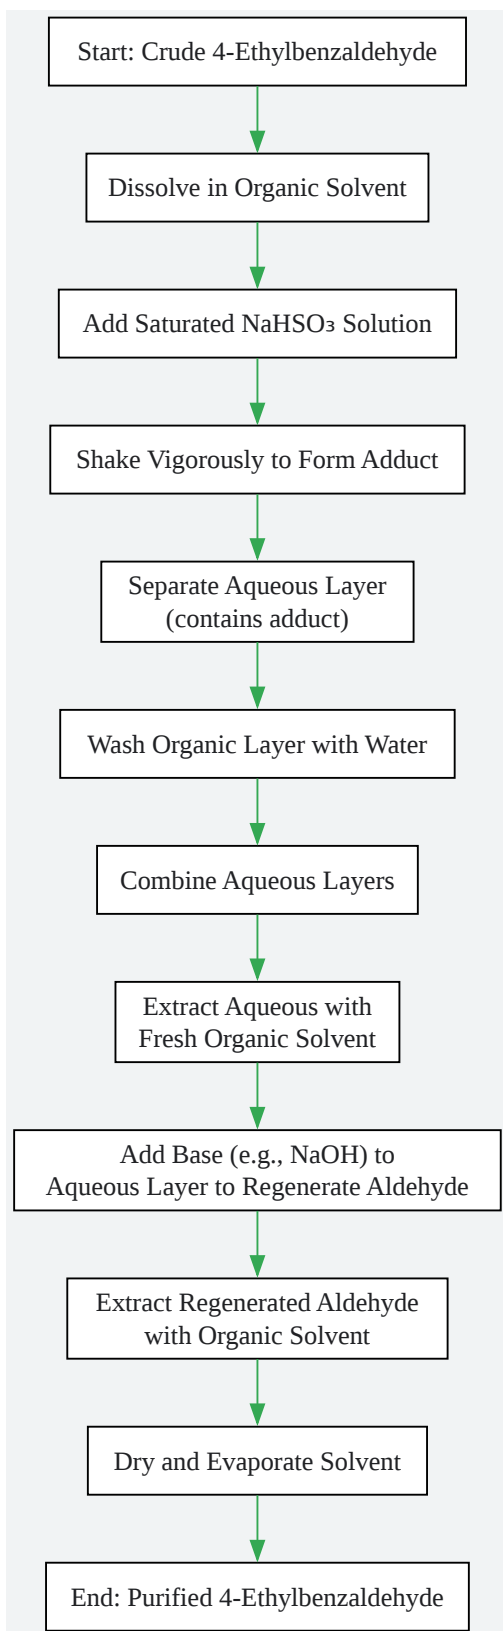 Start: Crude 4-Ethylbenzaldehyde
Dissolve in Organic Solvent
Add Saturated NaHSO₃ Solution
Shake Vigorously to Form Adduct
Separate Aqueous Layer
(contains adduct)
Wash Organic Layer with Water
Combine Aqueous Layers
Extract Aqueous with
Fresh Organic Solvent
Add Base (e.g., NaOH) to
Aqueous Layer to Regenerate Aldehyde
Extract Regenerated Aldehyde
with Organic Solvent
Dry and Evaporate Solvent
End: Purified 4-Ethylbenzaldehyde